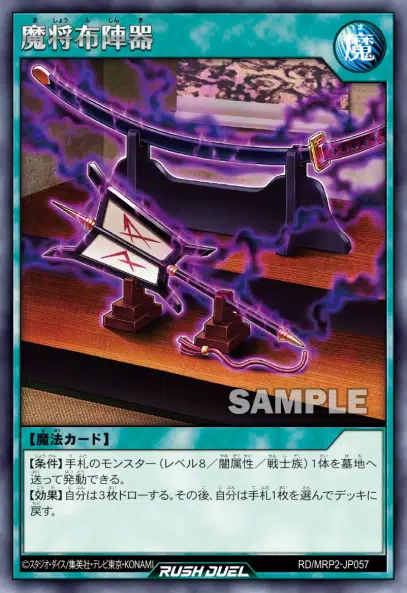 魔将布陣器
魔
SAMPLE
【魔法カード】
【条件】手札のモンスター(レベル8/闇属性/戦士族)1体を墓地へ
送って発動できる。
【効果】自分は3枚ドローする。その後、自分は手札1枚を選んでデッキに
戻す。
©スタジオ・ダイス/集英社・テレビ東京・KONAMI
RUSH DUEL
RD/MRP2-JP057